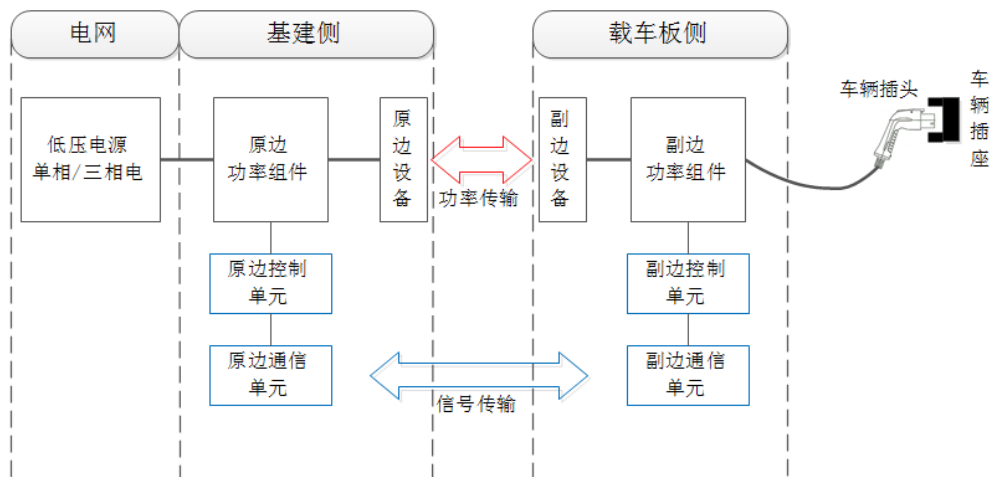 电网
基建侧
载车板侧
低压电源
单相/三相电
原边
功率组件
原
边
设
备
功率传输
副
边
设
备
副边
功率组件
车辆插头
车
辆
插
座
原边控制
单元
副边控制
单元
原边通信
单元
信号传输
副边通信
单元